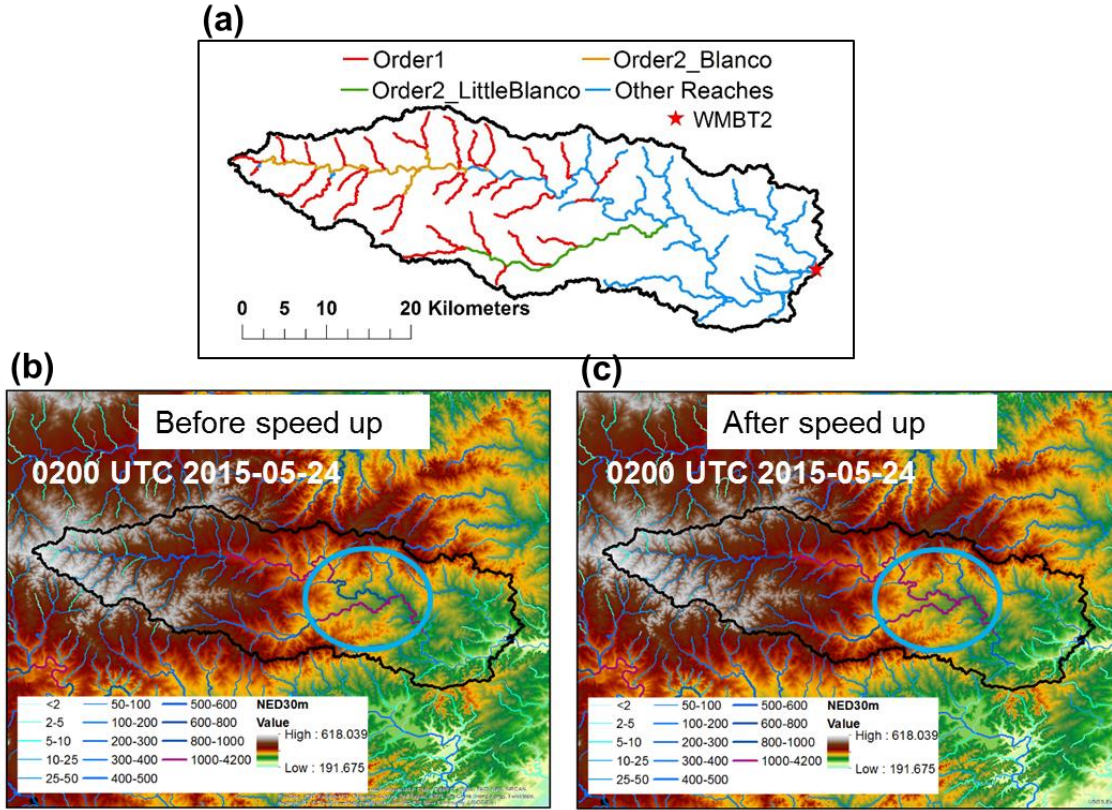 (a)
Order1 Order2_Blanco
Order2_LittleBlanco Other Reaches
WMBT2
0 5 10 20 Kilometers
(b)
Before speed up
0200 UTC 2015-05-24
<2 50-100 500-600 NED30m
2-5 100-200 600-800 Value
5-10 200-300 800-1000 High : 618.039
10-25 300-400 1000-4200
25-50 400-500 Low : 191.675
(c)
After speed up
0200 UTC 2015-05-24
<2 50-100 500-600 NED30m
2-5 100-200 600-800 Value
5-10 200-300 800-1000 High : 618.039
10-25 300-400 1000-4200
25-50 400-500 Low : 191.675